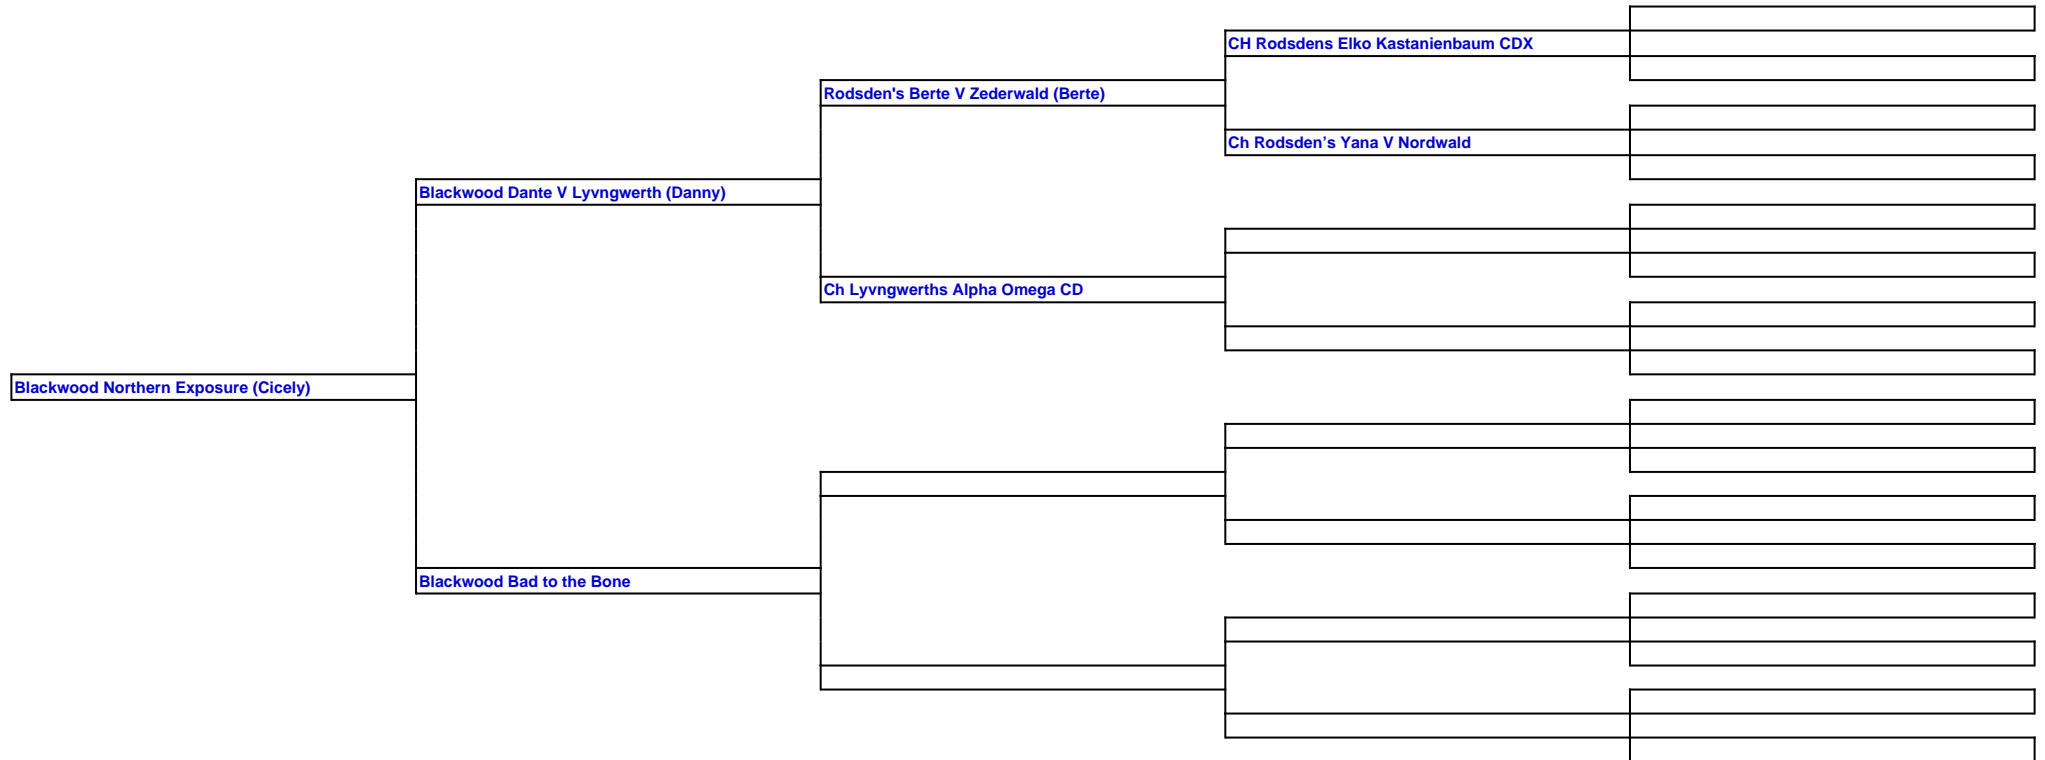 CH Rodsdens Elko Kastanienbaum CDX
Rodsden's Berte V Zederwald (Berte)
Ch Rodsden’s Yana V Nordwald
Blackwood Dante V Lyvngwerth (Danny)
Ch Lyvngwerths Alpha Omega CD
Blackwood Northern Exposure (Cicely)
Blackwood Bad to the Bone